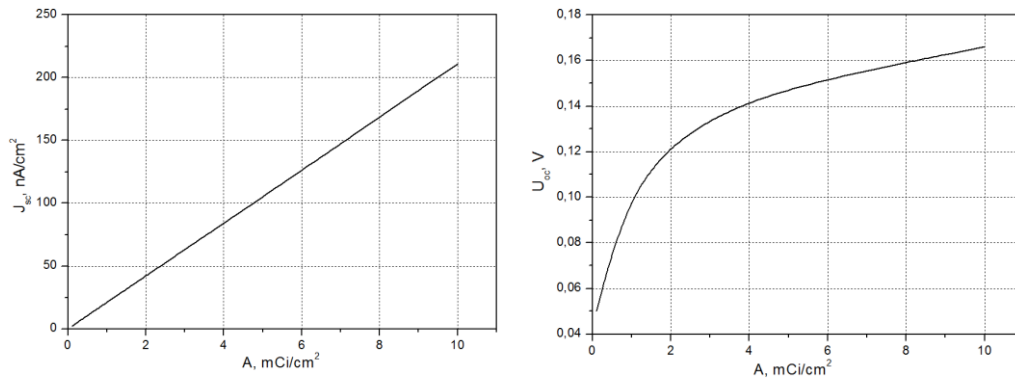 250
200
150
100
50
0
J_sc, nA/cm²
0 2 4 6 8 10
A, mCi/cm²
0,18
0,16
0,14
0,12
0,10
0,08
0,06
0,04
U_oc, V
0 2 4 6 8 10
A, mCi/cm²